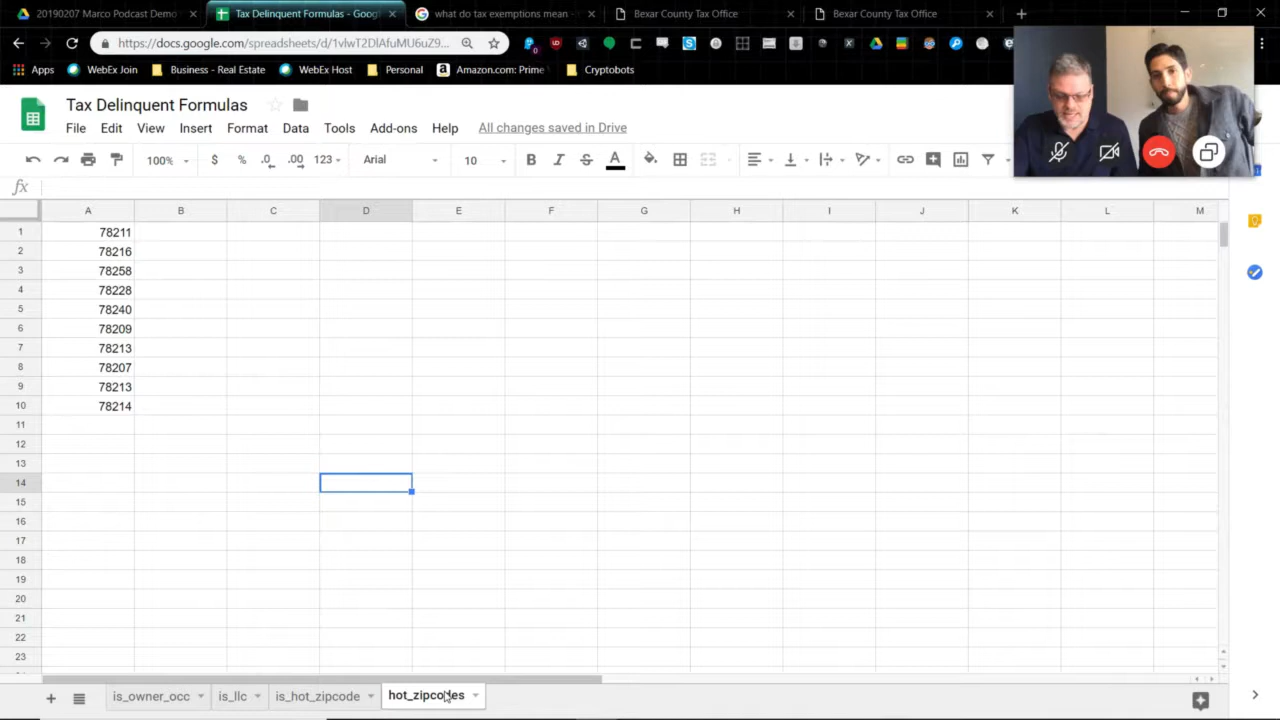 20190207 Marco Podcast Demo
Tax Delinquent Formulas - Goog
what do tax exemptions mean -
Bexar County Tax Office
Bexar County Tax Office
https://docs.google.com/spreadsheets/d/1vlwT2DlAfuMU6uZ9...
Apps
WebEx Join
Business - Real Estate
WebEx Host
Personal
Amazon.com: Prime
Cryptobots
Tax Delinquent Formulas
File Edit View Insert Format Data Tools Add-ons Help All changes saved in Drive
100% $ % .0 .00 123 Arial 10 B I S A
fx
A B C D E F G H I J K L M
1 78211
2 78216
3 78258
4 78228
5 78240
6 78209
7 78213
8 78207
9 78213
10 78214
11
12
13
14
15
16
17
18
19
20
21
22
23
is_owner_occ is_llc is_hot_zipcode hot_zipcodes